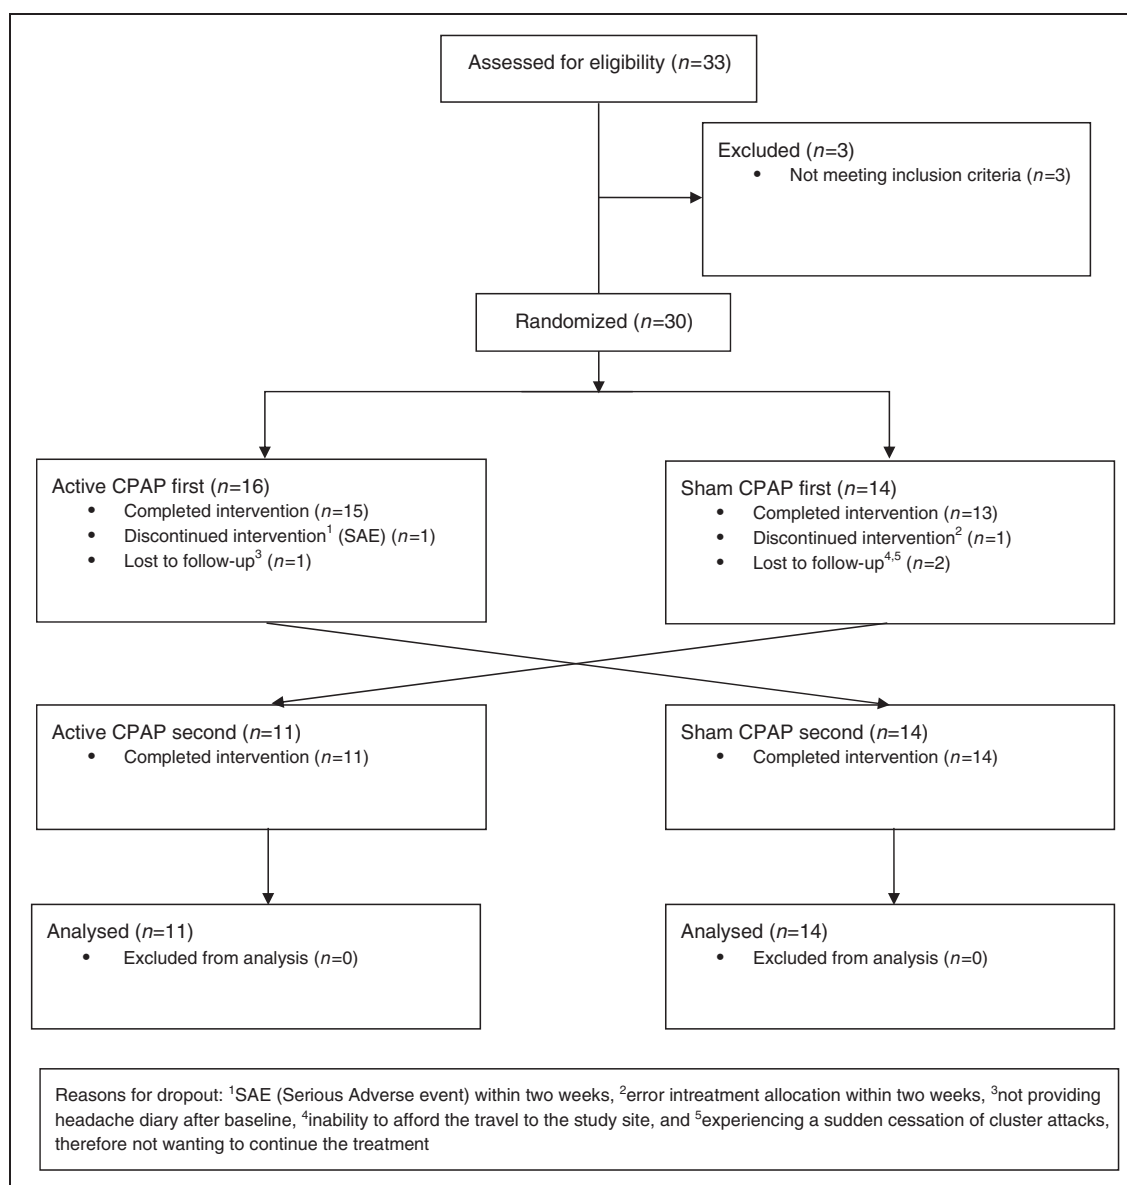 Assessed for eligibility (n=33)
Excluded (n=3)
• Not meeting inclusion criteria (n=3)
Randomized (n=30)
Active CPAP first (n=16)
• Completed intervention (n=15)
• Discontinued intervention¹ (SAE) (n=1)
• Lost to follow-up³ (n=1)
Sham CPAP first (n=14)
• Completed intervention (n=13)
• Discontinued intervention² (n=1)
• Lost to follow-up⁴,⁵ (n=2)
Active CPAP second (n=11)
• Completed intervention (n=11)
Sham CPAP second (n=14)
• Completed intervention (n=14)
Analysed (n=11)
• Excluded from analysis (n=0)
Analysed (n=14)
• Excluded from analysis (n=0)
Reasons for dropout: ¹SAE (Serious Adverse event) within two weeks, ²error intreatment allocation within two weeks, ³not providing
headache diary after baseline, ⁴inability to afford the travel to the study site, and ⁵experiencing a sudden cessation of cluster attacks,
therefore not wanting to continue the treatment